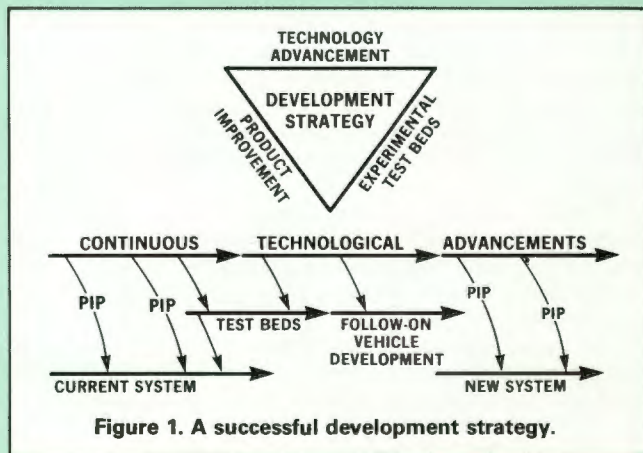 TECHNOLOGY
ADVANCEMENT
DEVELOPMENT
STRATEGY
PRODUCT
IMPROVEMENT
EXPERIMENTAL
TEST BEDS
CONTINUOUS TECHNOLOGICAL ADVANCEMENTS
PIP PIP PIP PIP
TEST BEDS
FOLLOW-ON
VEHICLE
DEVELOPMENT
CURRENT SYSTEM
NEW SYSTEM
Figure 1. A successful development strategy.